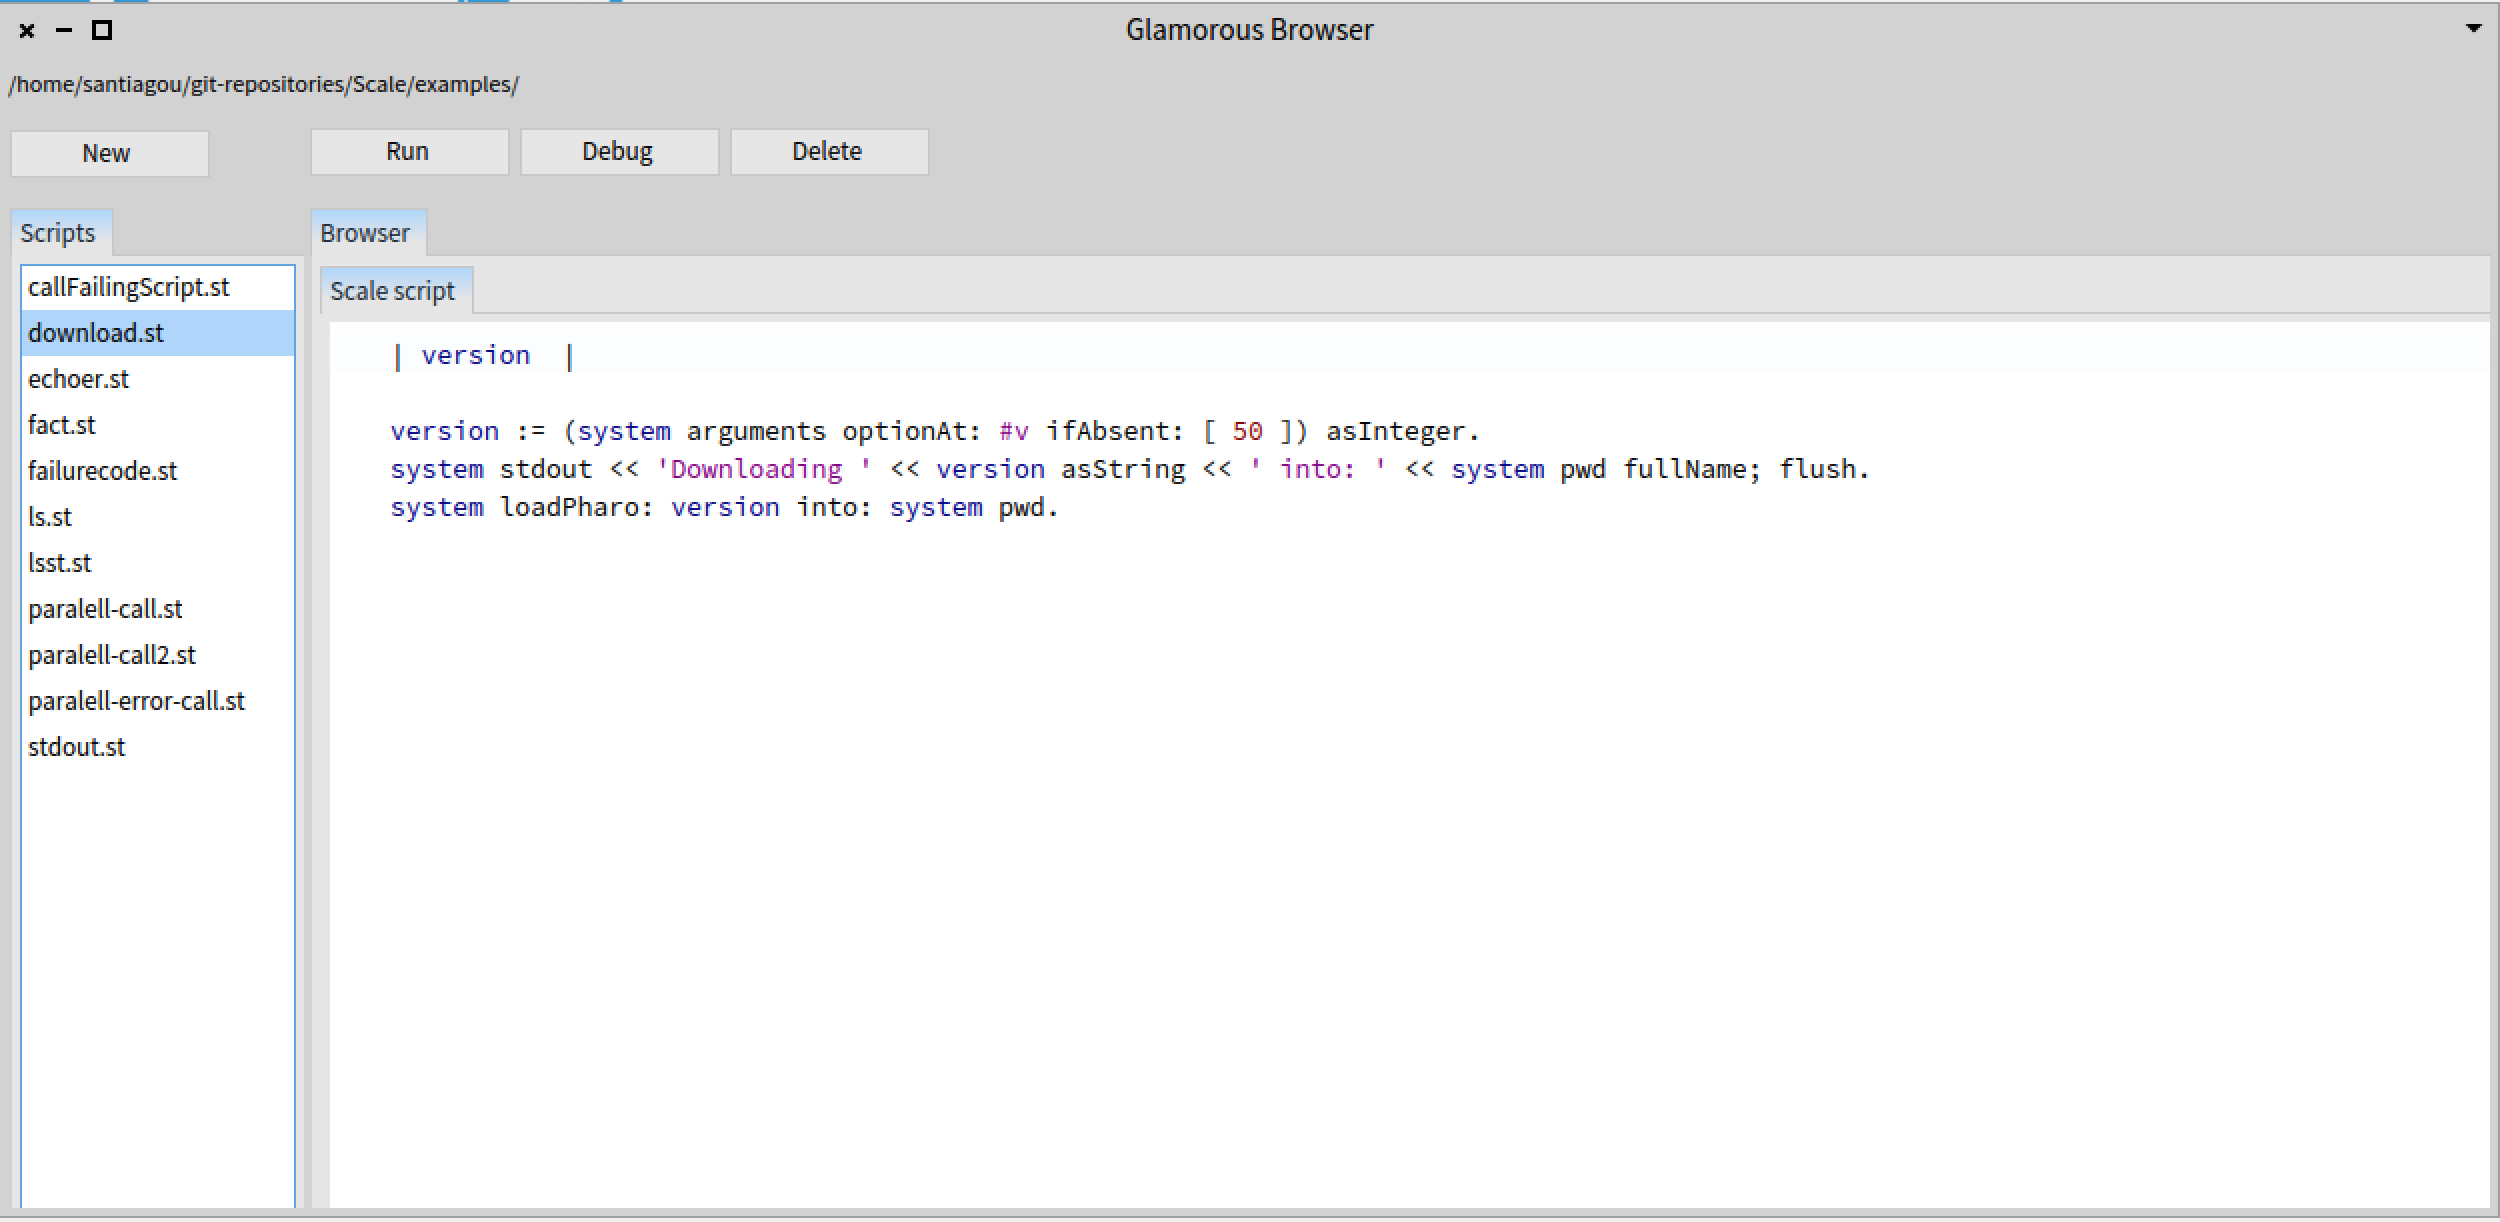 Glamorous Browser
/home/santiagou/git-repositories/Scale/examples/
New Run Debug Delete
Scripts
callFailingScript.st
download.st
echoer.st
fact.st
failurecode.st
ls.st
lsst.st
paralell-call.st
paralell-call2.st
paralell-error-call.st
stdout.st
Browser
Scale script
| version  |
version := (system arguments optionAt: #v ifAbsent: [ 50 ]) asInteger.
system stdout << 'Downloading ' << version asString << ' into: ' << system pwd fullName; flush.
system loadPharo: version into: system pwd.